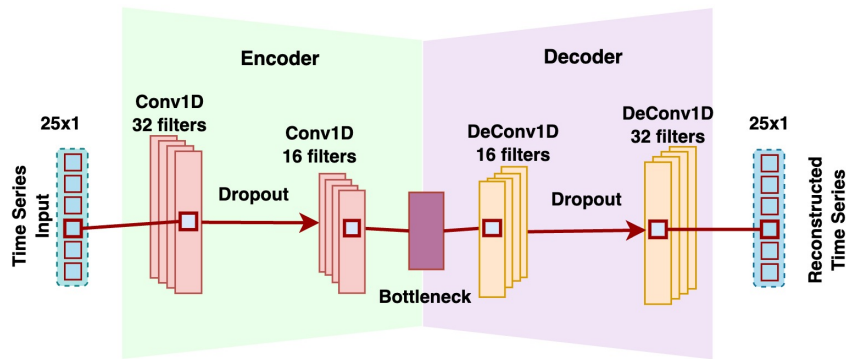 Encoder
Decoder
25x1
Time Series
Input
Conv1D
32 filters
Dropout
Conv1D
16 filters
Bottleneck
DeConv1D
16 filters
Dropout
DeConv1D
32 filters
25x1
Reconstructed
Time Series